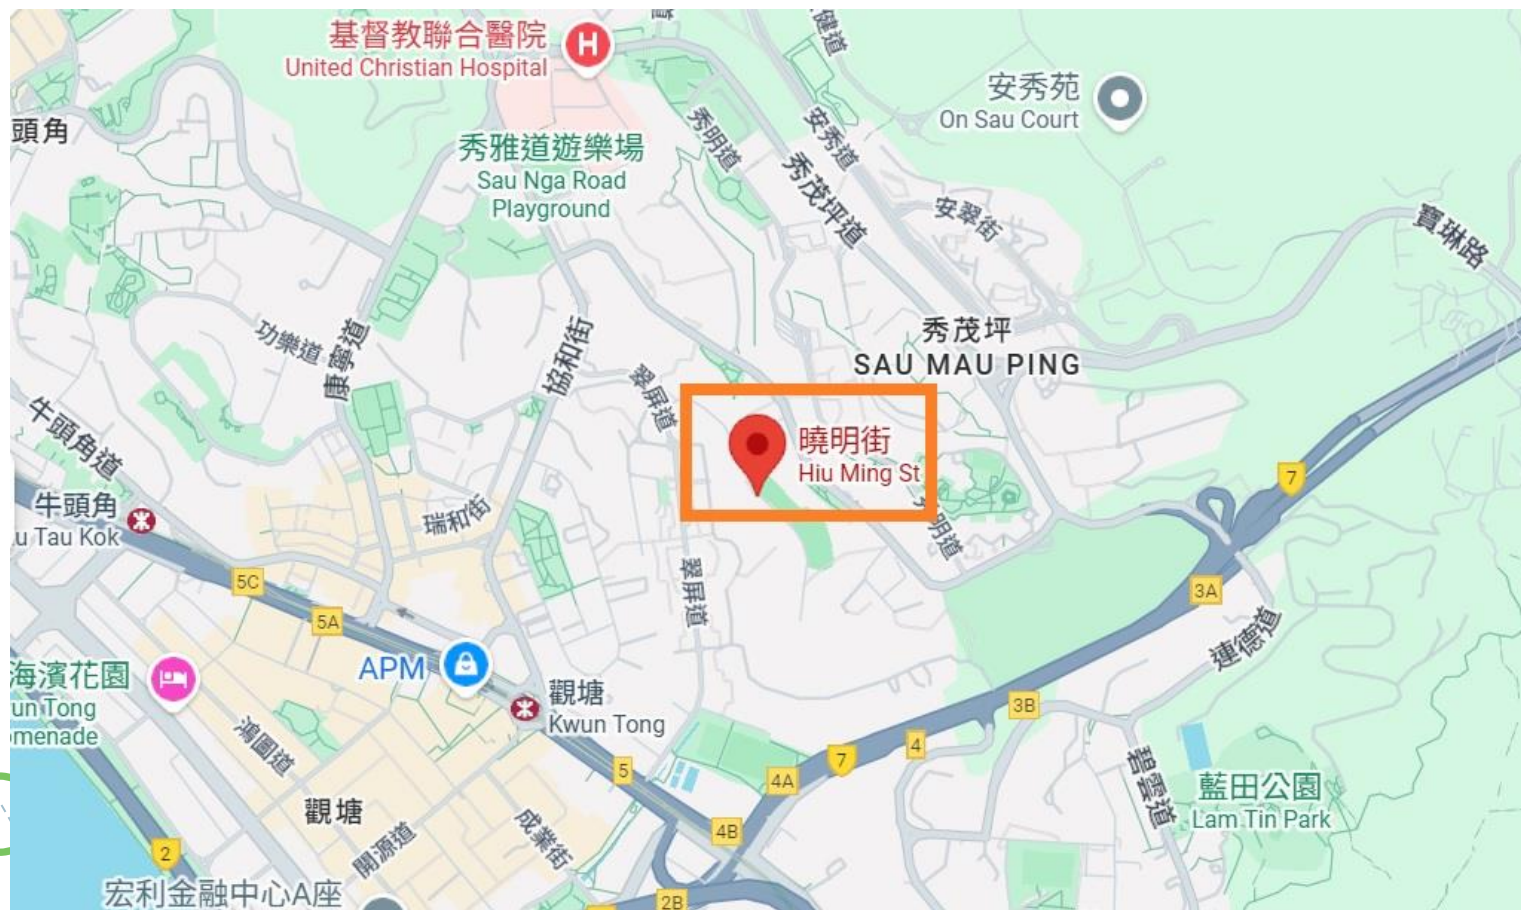 基督教聯合醫院
United Christian Hospital
H
健道
安秀苑
On Sau Court
頭角
秀雅道遊樂場
Sau Nga Road
Playground
秀明道
安秀道
秀茂坪道
安翠街
寶琳路
功樂道
康寧道
協和街
秀茂坪
SAU MAU PING
翠屏道
曉明街
Hiu Ming St
秀明道
牛頭角道
牛頭角
u Tau Kok
瑞和街
7
5C
5A
翠屏道
3A
連德道
APM
海濱花園
un Tong
menade
觀塘
Kwun Tong
3B
鴻圖道
5
4A
7
4
碧雲道
藍田公園
Lam Tin Park
觀塘
開源道
成業街
4B
2
宏利金融中心A座
2B